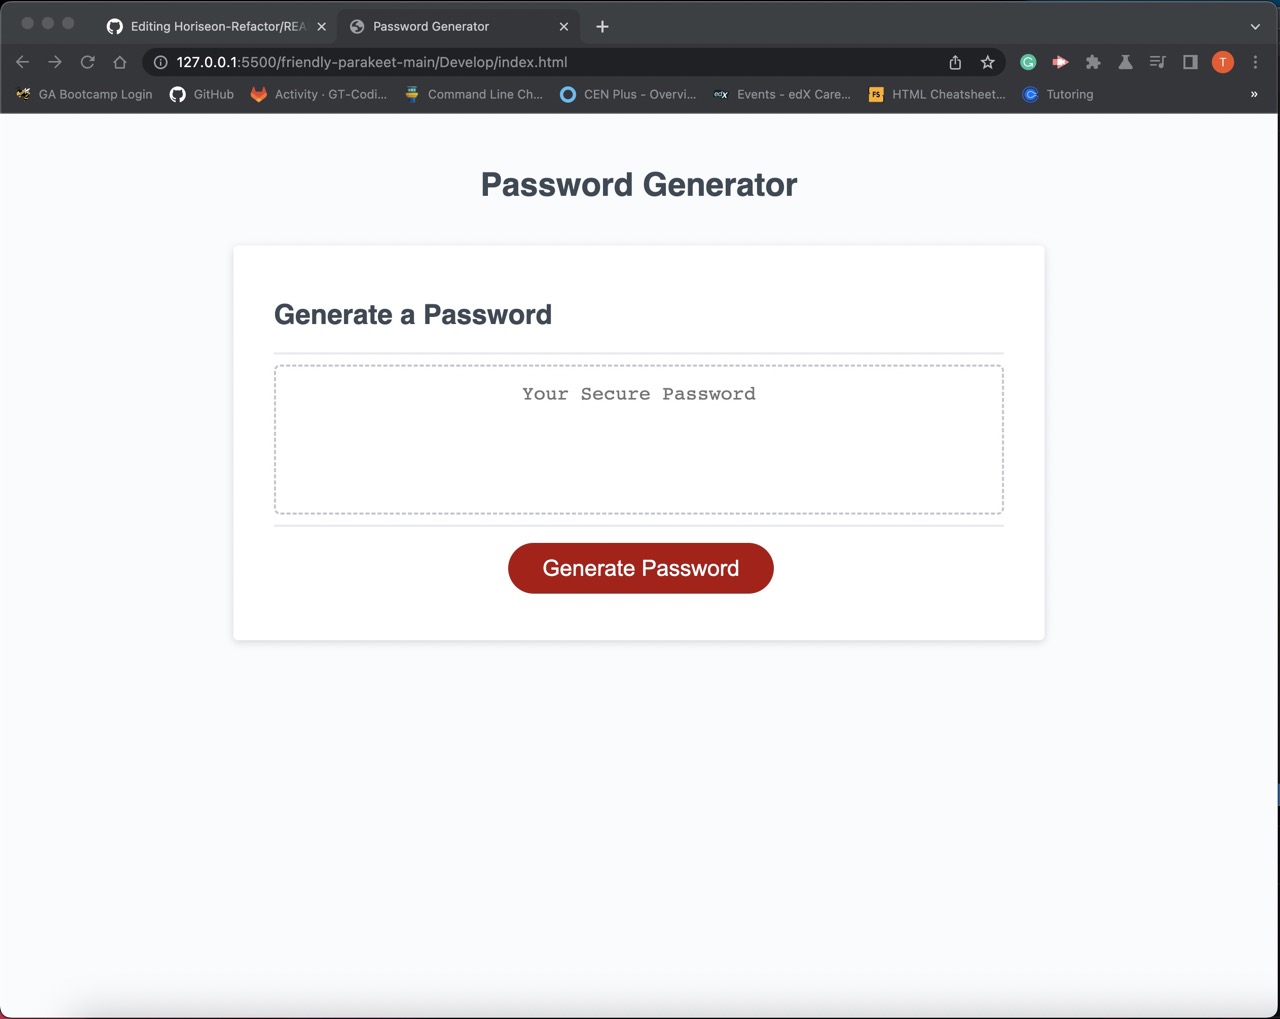 Editing Horiseon-Refactor/REA
Password Generator
127.0.0.1:5500/friendly-parakeet-main/Develop/index.html
T
GA Bootcamp Login
GitHub
Activity · GT-Codi...
Command Line Ch...
CEN Plus - Overvi...
edX
Events - edX Care...
FS
HTML Cheatsheet...
Tutoring
»
Password Generator
Generate a Password
Your Secure Password
Generate Password